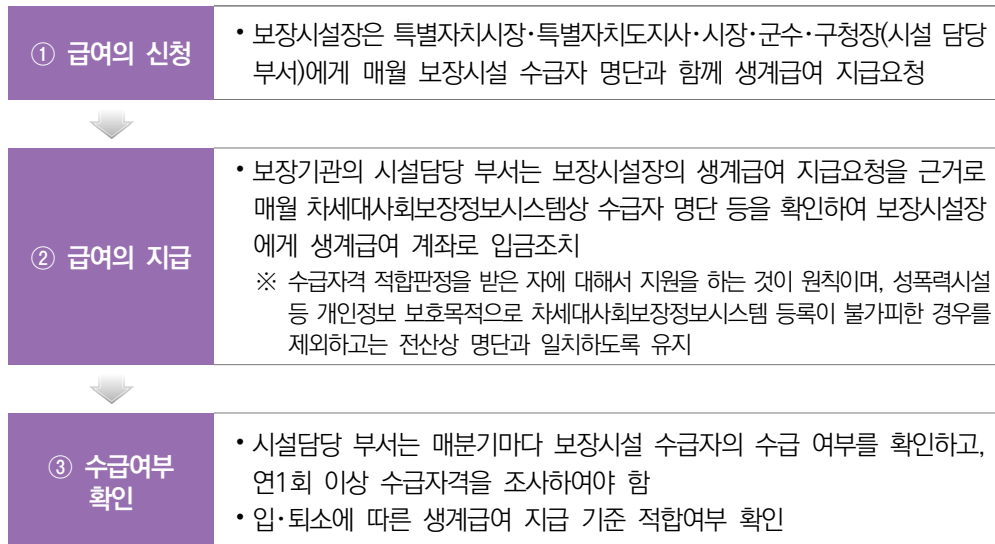 ① 급여의 신청
• 보장시설장은 특별자치시장·특별자치도지사·시장·군수·구청장(시설 담당
부서)에게 매월 보장시설 수급자 명단과 함께 생계급여 지급요청
② 급여의 지급
• 보장기관의 시설담당 부서는 보장시설장의 생계급여 지급요청을 근거로
매월 차세대사회보장정보시스템상 수급자 명단 등을 확인하여 보장시설장
에게 생계급여 계좌로 입금조치
※ 수급자격 적합판정을 받은 자에 대해서 지원을 하는 것이 원칙이며, 성폭력시설
등 개인정보 보호목적으로 차세대사회보장정보시스템 등록이 불가피한 경우를
제외하고는 전산상 명단과 일치하도록 유지
③ 수급여부
확인
• 시설담당 부서는 매분기마다 보장시설 수급자의 수급 여부를 확인하고,
연1회 이상 수급자격을 조사하여야 함
• 입·퇴소에 따른 생계급여 지급 기준 적합여부 확인